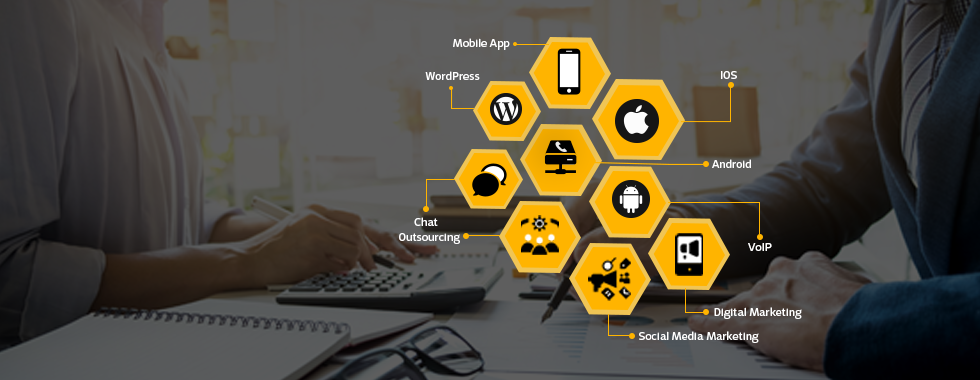 Mobile App
WordPress
IOS
Android
Chat
Outsourcing
VoIP
Digital Marketing
Social Media Marketing